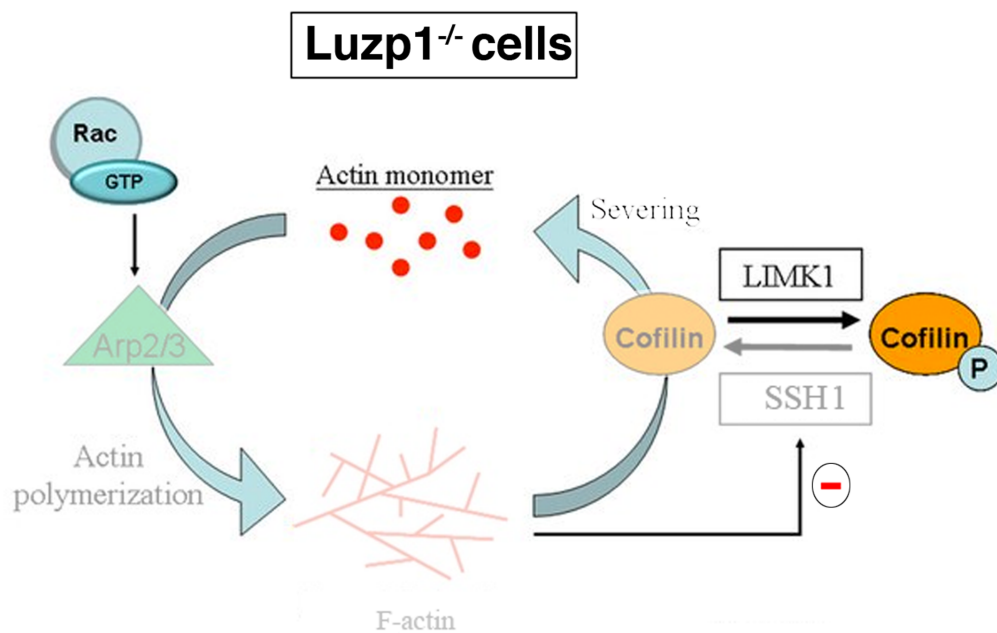 Luzp1-/- cells
Rac
GTP
Actin monomer
Severing
LIMK1
Arp2/3
Cofilin
Cofilin
P
SSH1
Actin
polymerization
F-actin